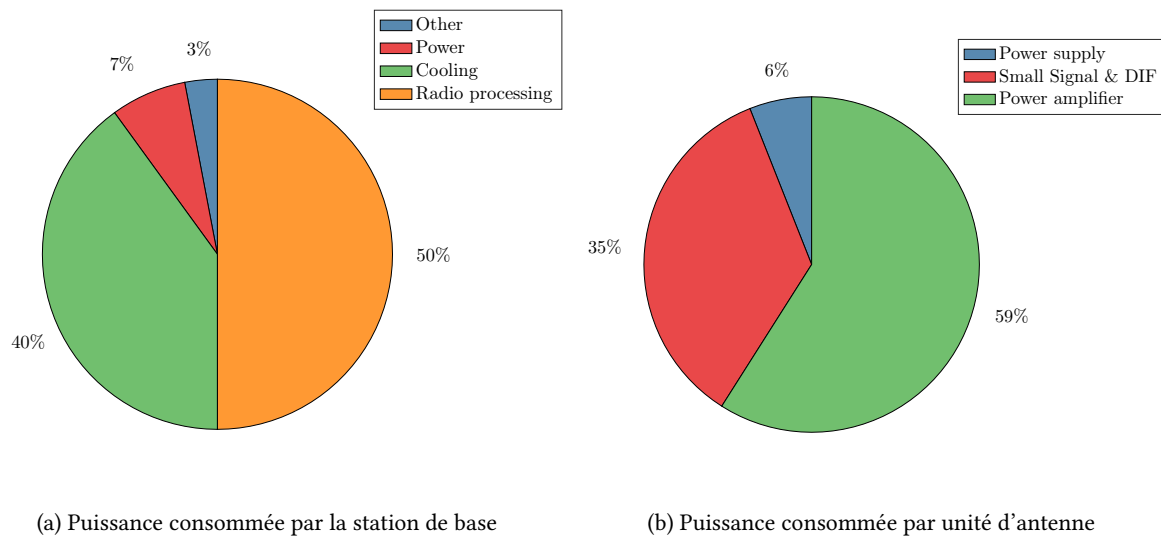 Other
Power
Cooling
Radio processing
3%
7%
40%
50%
(a) Puissance consommée par la station de base
Power supply
Small Signal & DIF
Power amplifier
6%
35%
59%
(b) Puissance consommée par unité d'antenne